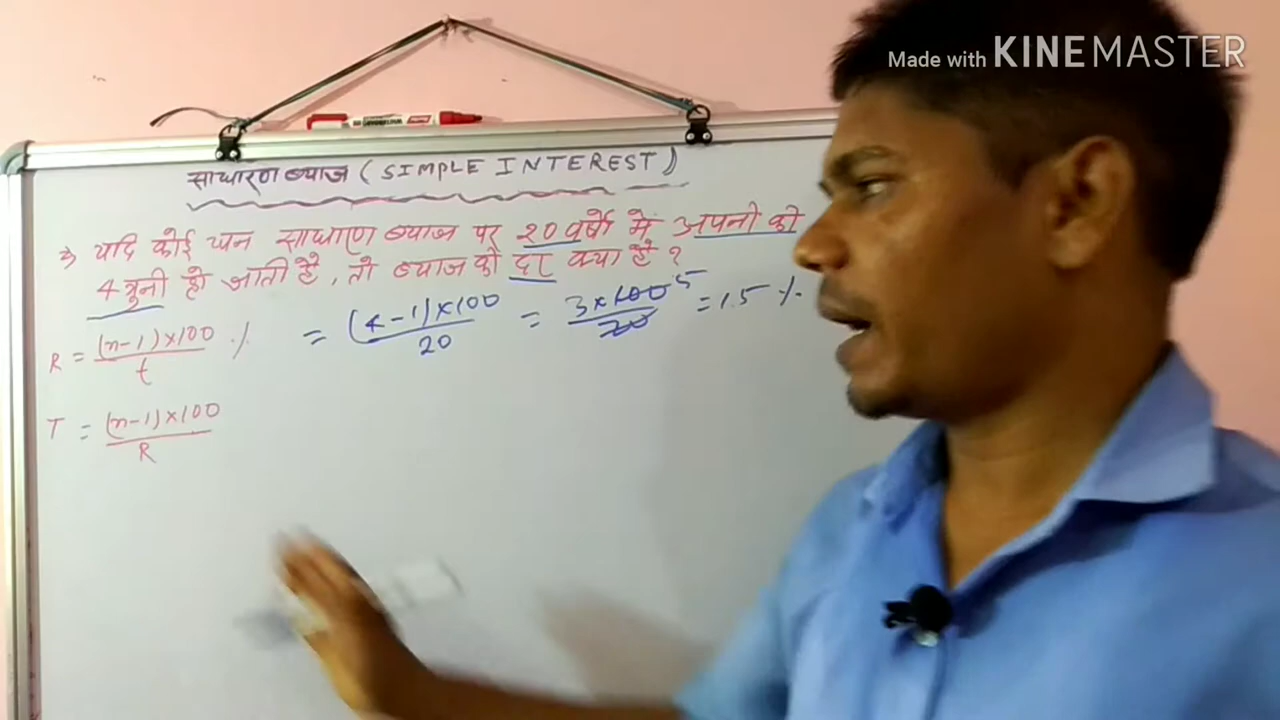 Made with KINEMASTER
साधारण ब्याज (SIMPLE INTEREST)
⇒ यदि कोई धन साधारण ब्याज पर 20 वर्षो में अपनो की
4 गुनी हो जाती है, तो ब्याज की दर क्या है ?
R = (n-1)×100 / t % = (4-1)×100 / 20 = 3×100 5 / 20 = 15 %
T = (n-1)×100 / R